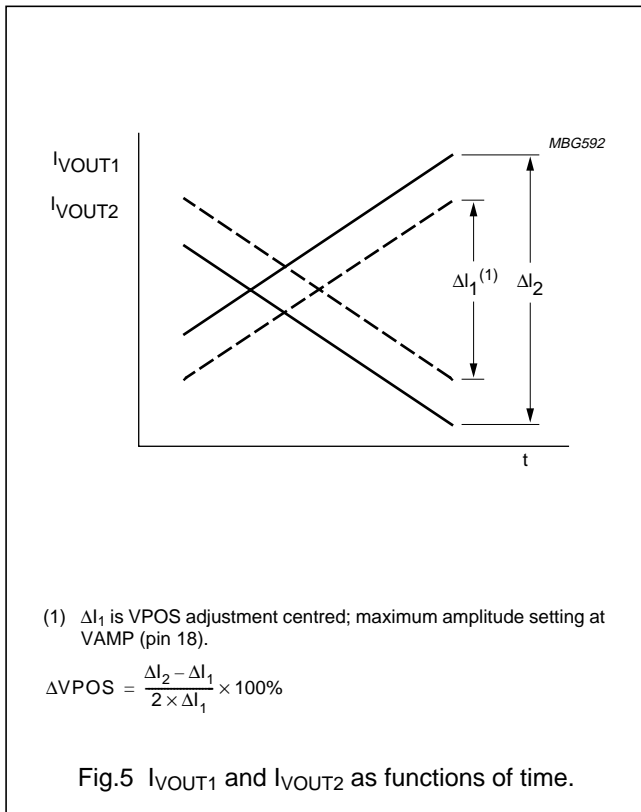 MBG592
IVOUT1
IVOUT2
ΔI1(1)
ΔI2
t
(1) ΔI1 is VPOS adjustment centred; maximum amplitude setting at
VAMP (pin 18).
ΔVPOS = (ΔI2 − ΔI1) / (2 × ΔI1) × 100%
Fig.5 IVOUT1 and IVOUT2 as functions of time.